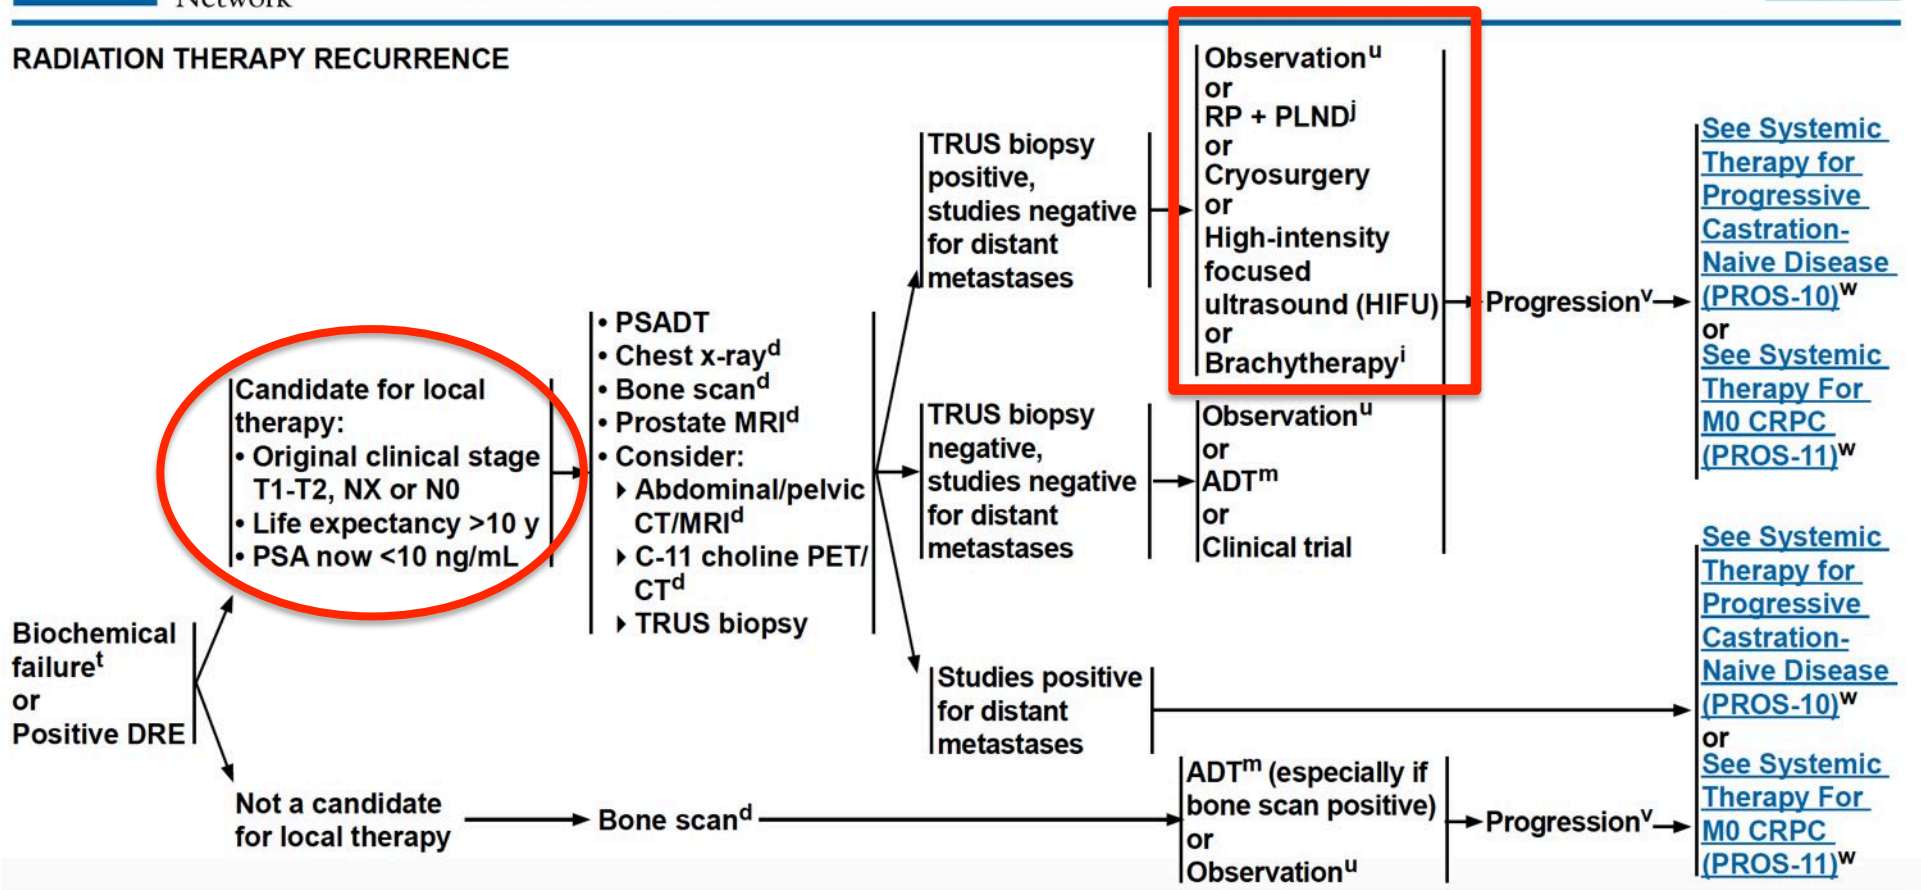 Network
RADIATION THERAPY RECURRENCE
Biochemical
failureᵗ
or
Positive DRE
Candidate for local
therapy:
• Original clinical stage
T1-T2, NX or N0
• Life expectancy >10 y
• PSA now <10 ng/mL
Not a candidate
for local therapy
• PSADT
• Chest x-rayᵈ
• Bone scanᵈ
• Prostate MRIᵈ
• Consider:
▸ Abdominal/pelvic
CT/MRIᵈ
▸ C-11 choline PET/
CTᵈ
▸ TRUS biopsy
Bone scanᵈ
TRUS biopsy
positive,
studies negative
for distant
metastases
TRUS biopsy
negative,
studies negative
for distant
metastases
Studies positive
for distant
metastases
Observationᵘ
or
RP + PLNDʲ
or
Cryosurgery
or
High-intensity
focused
ultrasound (HIFU)
or
Brachytherapyⁱ
Observationᵘ
or
ADTᵐ
or
Clinical trial
ADTᵐ (especially if
bone scan positive)
or
Observationᵘ
Progressionᵛ
Progressionᵛ
See Systemic
Therapy for
Progressive
Castration-
Naive Disease
(PROS-10)ʷ
or
See Systemic
Therapy For
M0 CRPC
(PROS-11)ʷ
See Systemic
Therapy for
Progressive
Castration-
Naive Disease
(PROS-10)ʷ
or
See Systemic
Therapy For
M0 CRPC
(PROS-11)ʷ